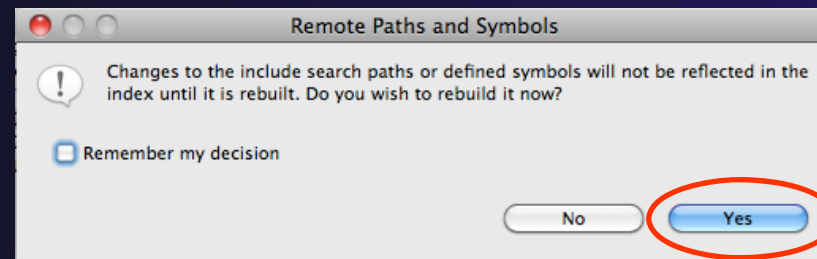 Remote Paths and Symbols
Changes to the include search paths or defined symbols will not be reflected in the
index until it is rebuilt. Do you wish to rebuild it now?
Remember my decision
No Yes